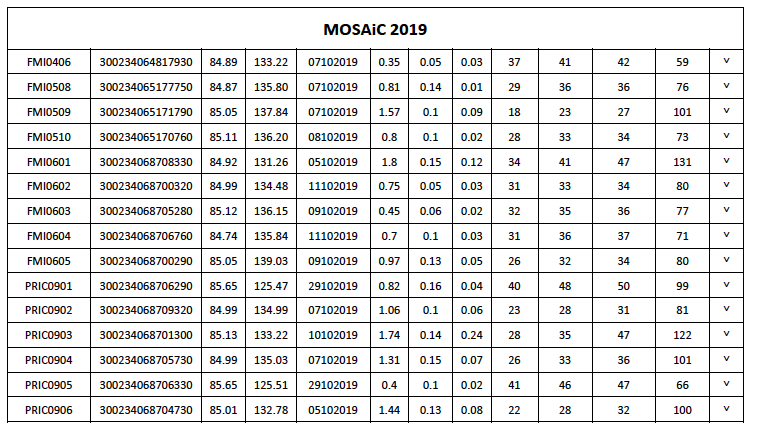 MOSAiC 2019
FMI0406 300234064817930 84.89 133.22 07102019 0.35 0.05 0.03 37 41 42 59 v
FMI0508 300234065177750 84.87 135.80 07102019 0.81 0.14 0.01 29 36 36 76 v
FMI0509 300234065171790 85.05 137.84 07102019 1.57 0.1 0.09 18 23 27 101 v
FMI0510 300234065170760 85.11 136.20 08102019 0.8 0.1 0.02 28 33 34 73 v
FMI0601 300234068708330 84.92 131.26 05102019 1.8 0.15 0.12 34 41 47 131 v
FMI0602 300234068700320 84.99 134.48 11102019 0.75 0.05 0.03 31 33 34 80 v
FMI0603 300234068705280 85.12 136.15 09102019 0.45 0.06 0.02 32 35 36 77 v
FMI0604 300234068706760 84.74 135.84 11102019 0.7 0.1 0.03 31 36 37 71 v
FMI0605 300234068700290 85.05 139.03 09102019 0.97 0.13 0.05 26 32 34 80 v
PRIC0901 300234068706290 85.65 125.47 29102019 0.82 0.16 0.04 40 48 50 99 v
PRIC0902 300234068709320 84.99 134.99 07102019 1.06 0.1 0.06 23 28 31 81 v
PRIC0903 300234068701300 85.13 133.22 10102019 1.74 0.14 0.24 28 35 47 122 v
PRIC0904 300234068705730 84.99 135.03 07102019 1.31 0.15 0.07 26 33 36 101 v
PRIC0905 300234068706330 85.65 125.51 29102019 0.4 0.1 0.02 41 46 47 66 v
PRIC0906 300234068704730 85.01 132.78 05102019 1.44 0.13 0.08 22 28 32 100 v